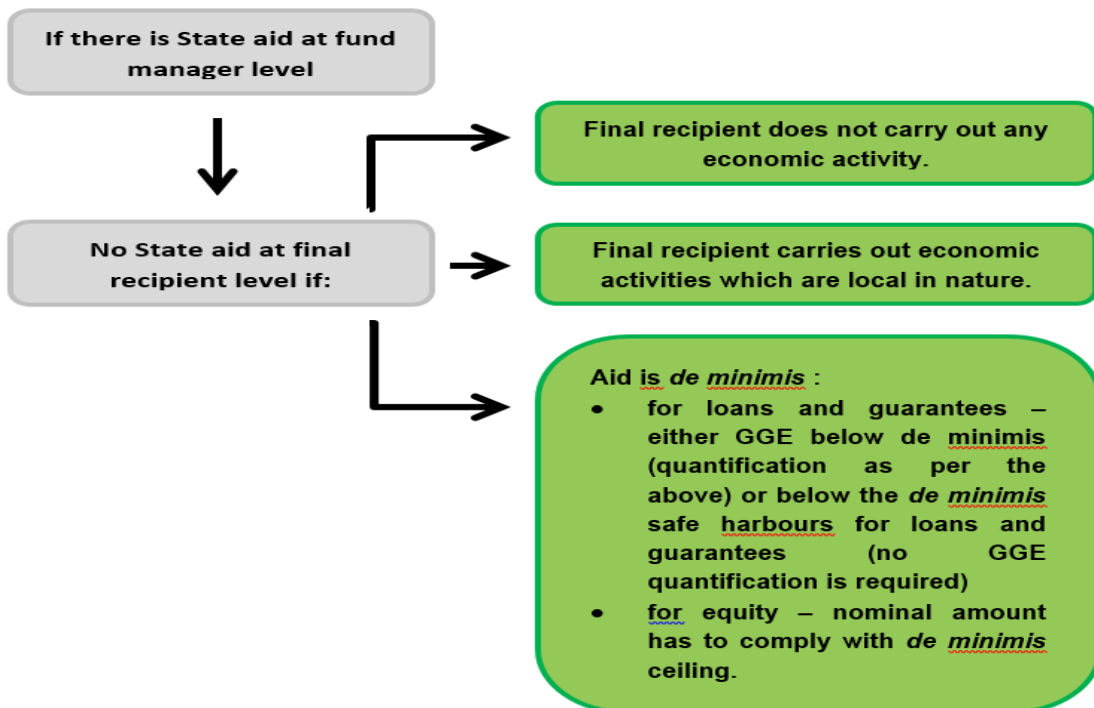 If there is State aid at fund
manager level
Final recipient does not carry out any
economic activity.
No State aid at final
recipient level if:
Final recipient carries out economic
activities which are local in nature.
Aid is de minimis :
• for loans and guarantees –
either GGE below de minimis
(quantification as per the
above) or below the de minimis
safe harbours for loans and
guarantees (no GGE
quantification is required)
• for equity – nominal amount
has to comply with de minimis
ceiling.